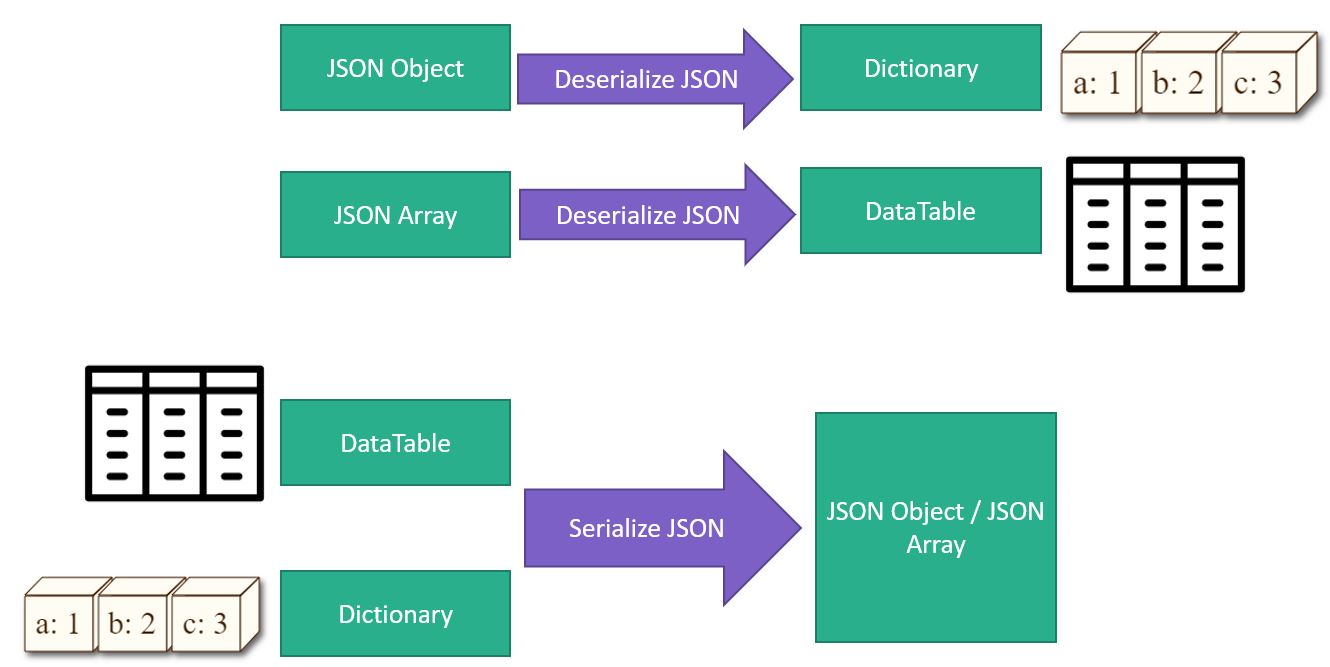 JSON Object
Deserialize JSON
Dictionary
a: 1
b: 2
c: 3
JSON Array
Deserialize JSON
DataTable
DataTable
Serialize JSON
JSON Object / JSON
Array
Dictionary
a: 1
b: 2
c: 3